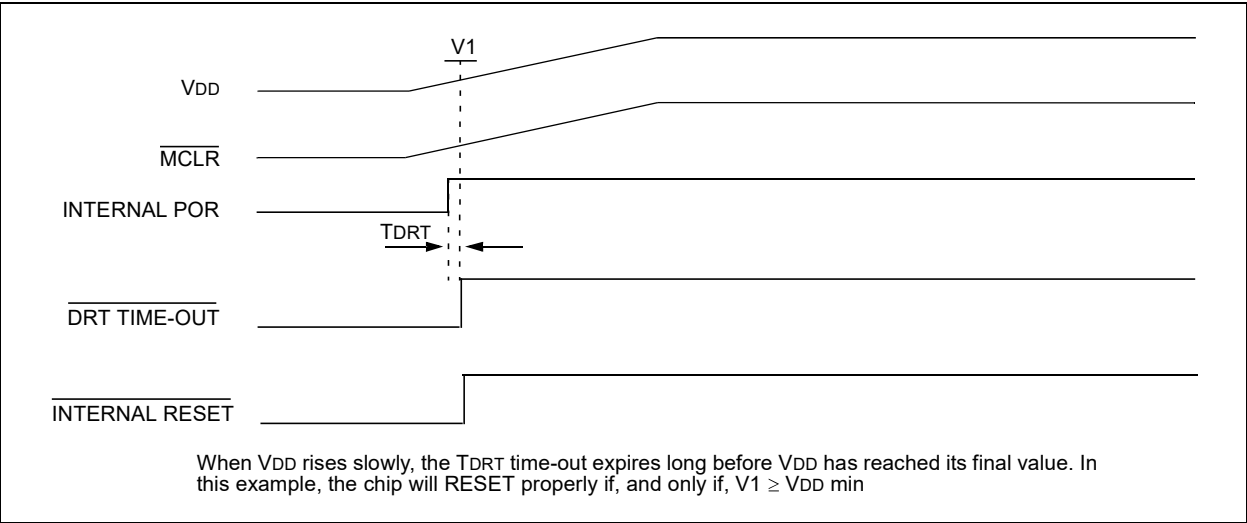 V1
VDD
MCLR
INTERNAL POR
TDRT
DRT TIME-OUT
INTERNAL RESET
When VDD rises slowly, the TDRT time-out expires long before VDD has reached its final value. In
this example, the chip will RESET properly if, and only if, V1 ≥ VDD min